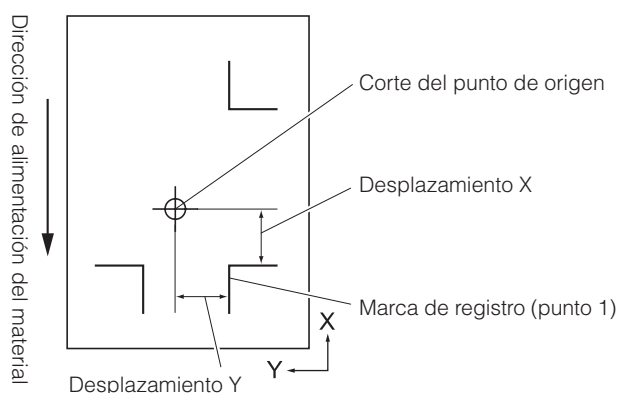 Dirección de alimentación del material
Corte del punto de origen
Desplazamiento X
Marca de registro (punto 1)
X
Y
Desplazamiento Y